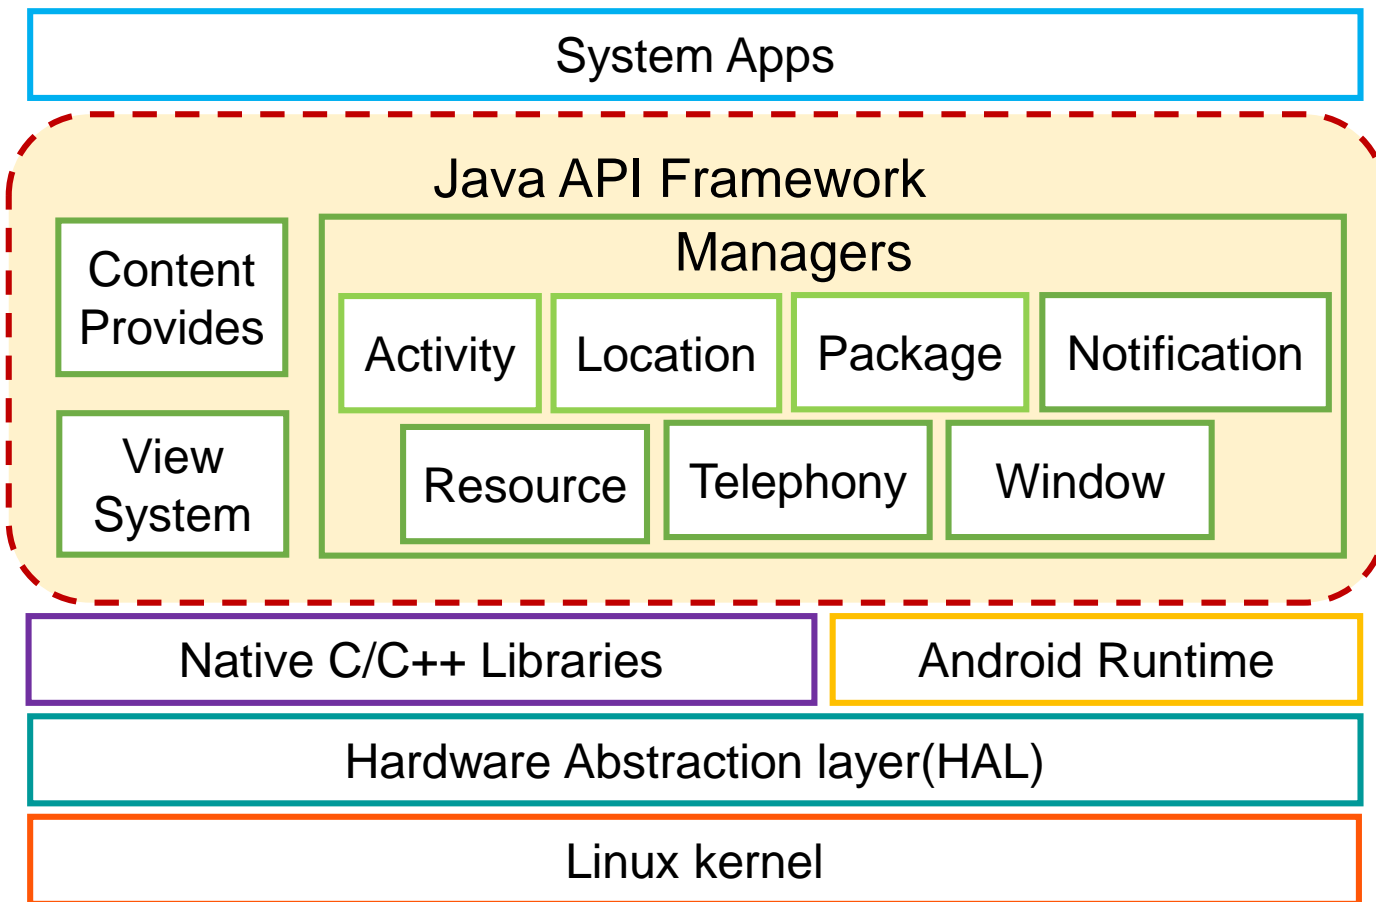 System Apps
Java API Framework
Content
Provides
Managers
Activity
Location
Package
Notification
View
System
Resource
Telephony
Window
Native C/C++ Libraries
Android Runtime
Hardware Abstraction layer(HAL)
Linux kernel